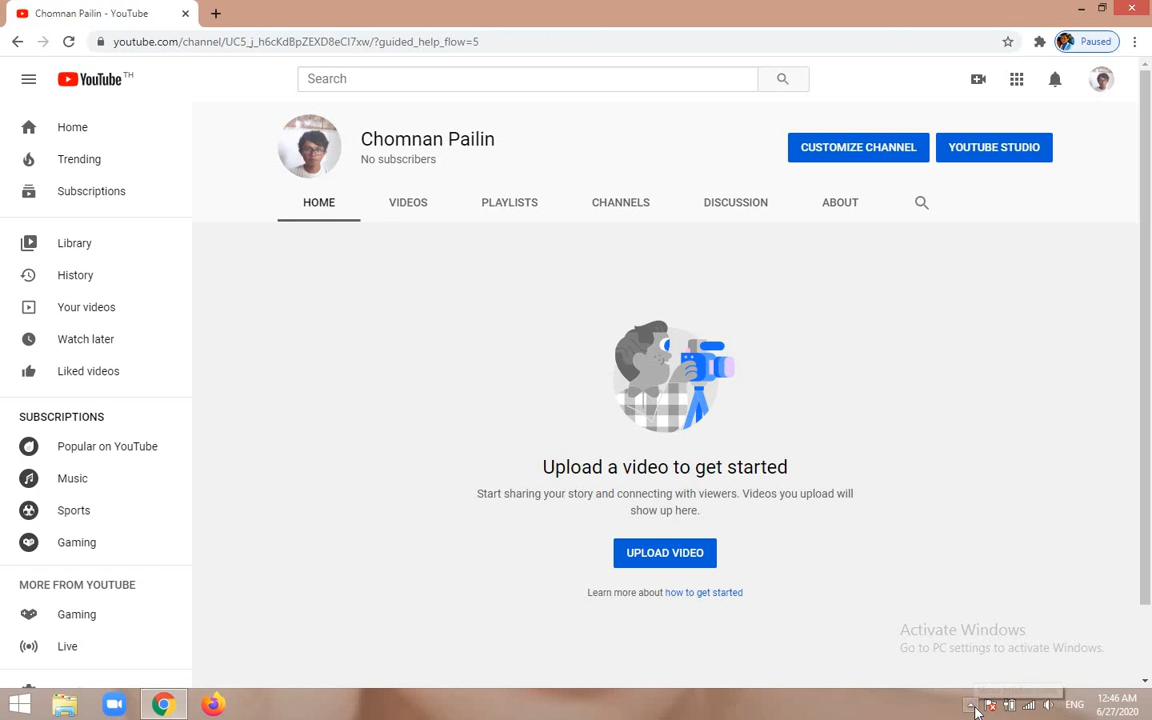 Chomnan Pailin - YouTube
youtube.com/channel/UC5_j_h6cKdBpZEXD8eCI7xw/?guided_help_flow=5
Paused
YouTube TH
Search
Home
Trending
Subscriptions
Library
History
Your videos
Watch later
Liked videos
SUBSCRIPTIONS
Popular on YouTube
Music
Sports
Gaming
MORE FROM YOUTUBE
Gaming
Live
Chomnan Pailin
No subscribers
CUSTOMIZE CHANNEL
YOUTUBE STUDIO
HOME
VIDEOS
PLAYLISTS
CHANNELS
DISCUSSION
ABOUT
Upload a video to get started
Start sharing your story and connecting with viewers. Videos you upload will
show up here.
UPLOAD VIDEO
Learn more about how to get started
Activate Windows
Go to PC settings to activate Windows.
ENG
12:46 AM
6/27/2020